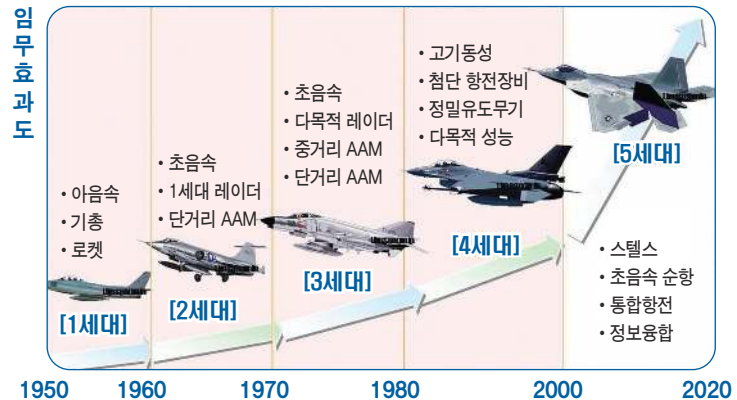 임무효과도
• 아음속
• 기총
• 로켓
[1세대]
• 초음속
• 1세대 레이더
• 단거리 AAM
[2세대]
• 초음속
• 다목적 레이더
• 중거리 AAM
• 단거리 AAM
[3세대]
• 고기동성
• 첨단 항전장비
• 정밀유도무기
• 다목적 성능
[4세대]
[5세대]
• 스텔스
• 초음속 순항
• 통합항전
• 정보융합
1950 1960 1970 1980 2000 2020